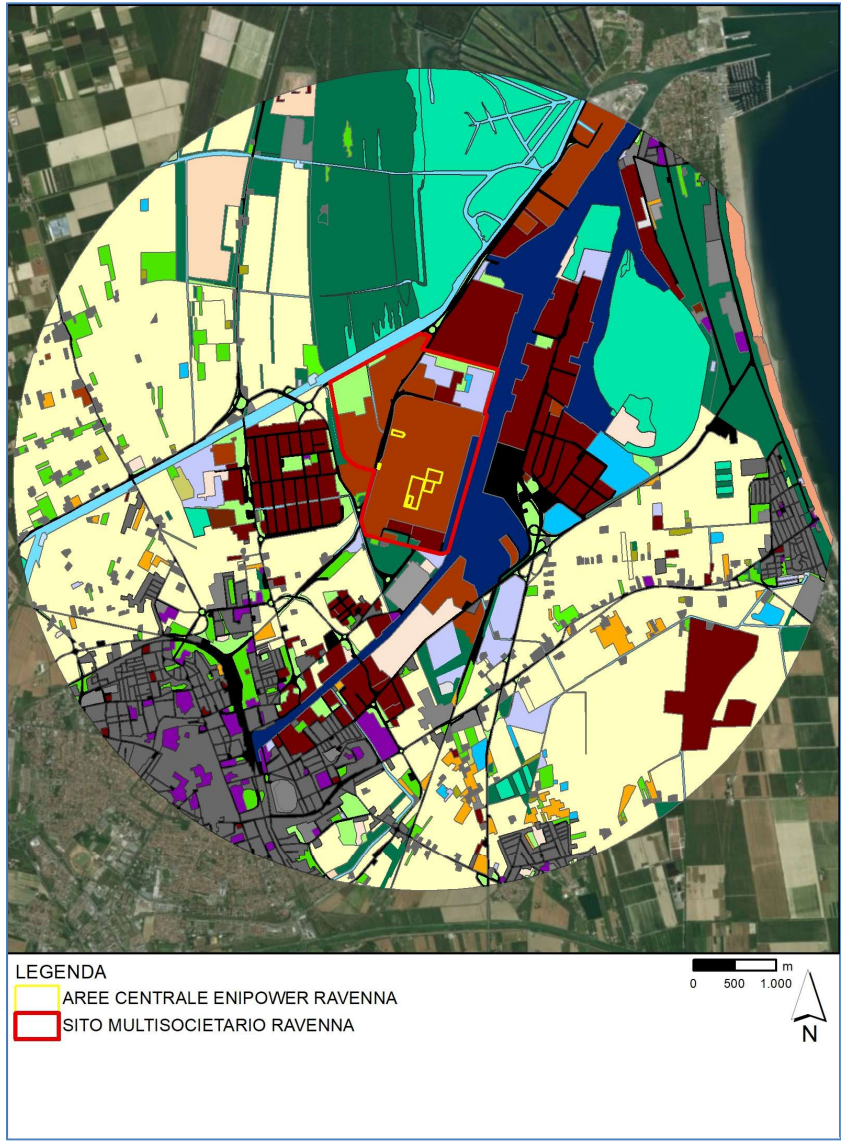 LEGENDA
AREE CENTRALE ENIPOWER RAVENNA
SITO MULTISOCIETARIO RAVENNA
m
0 500 1.000
N